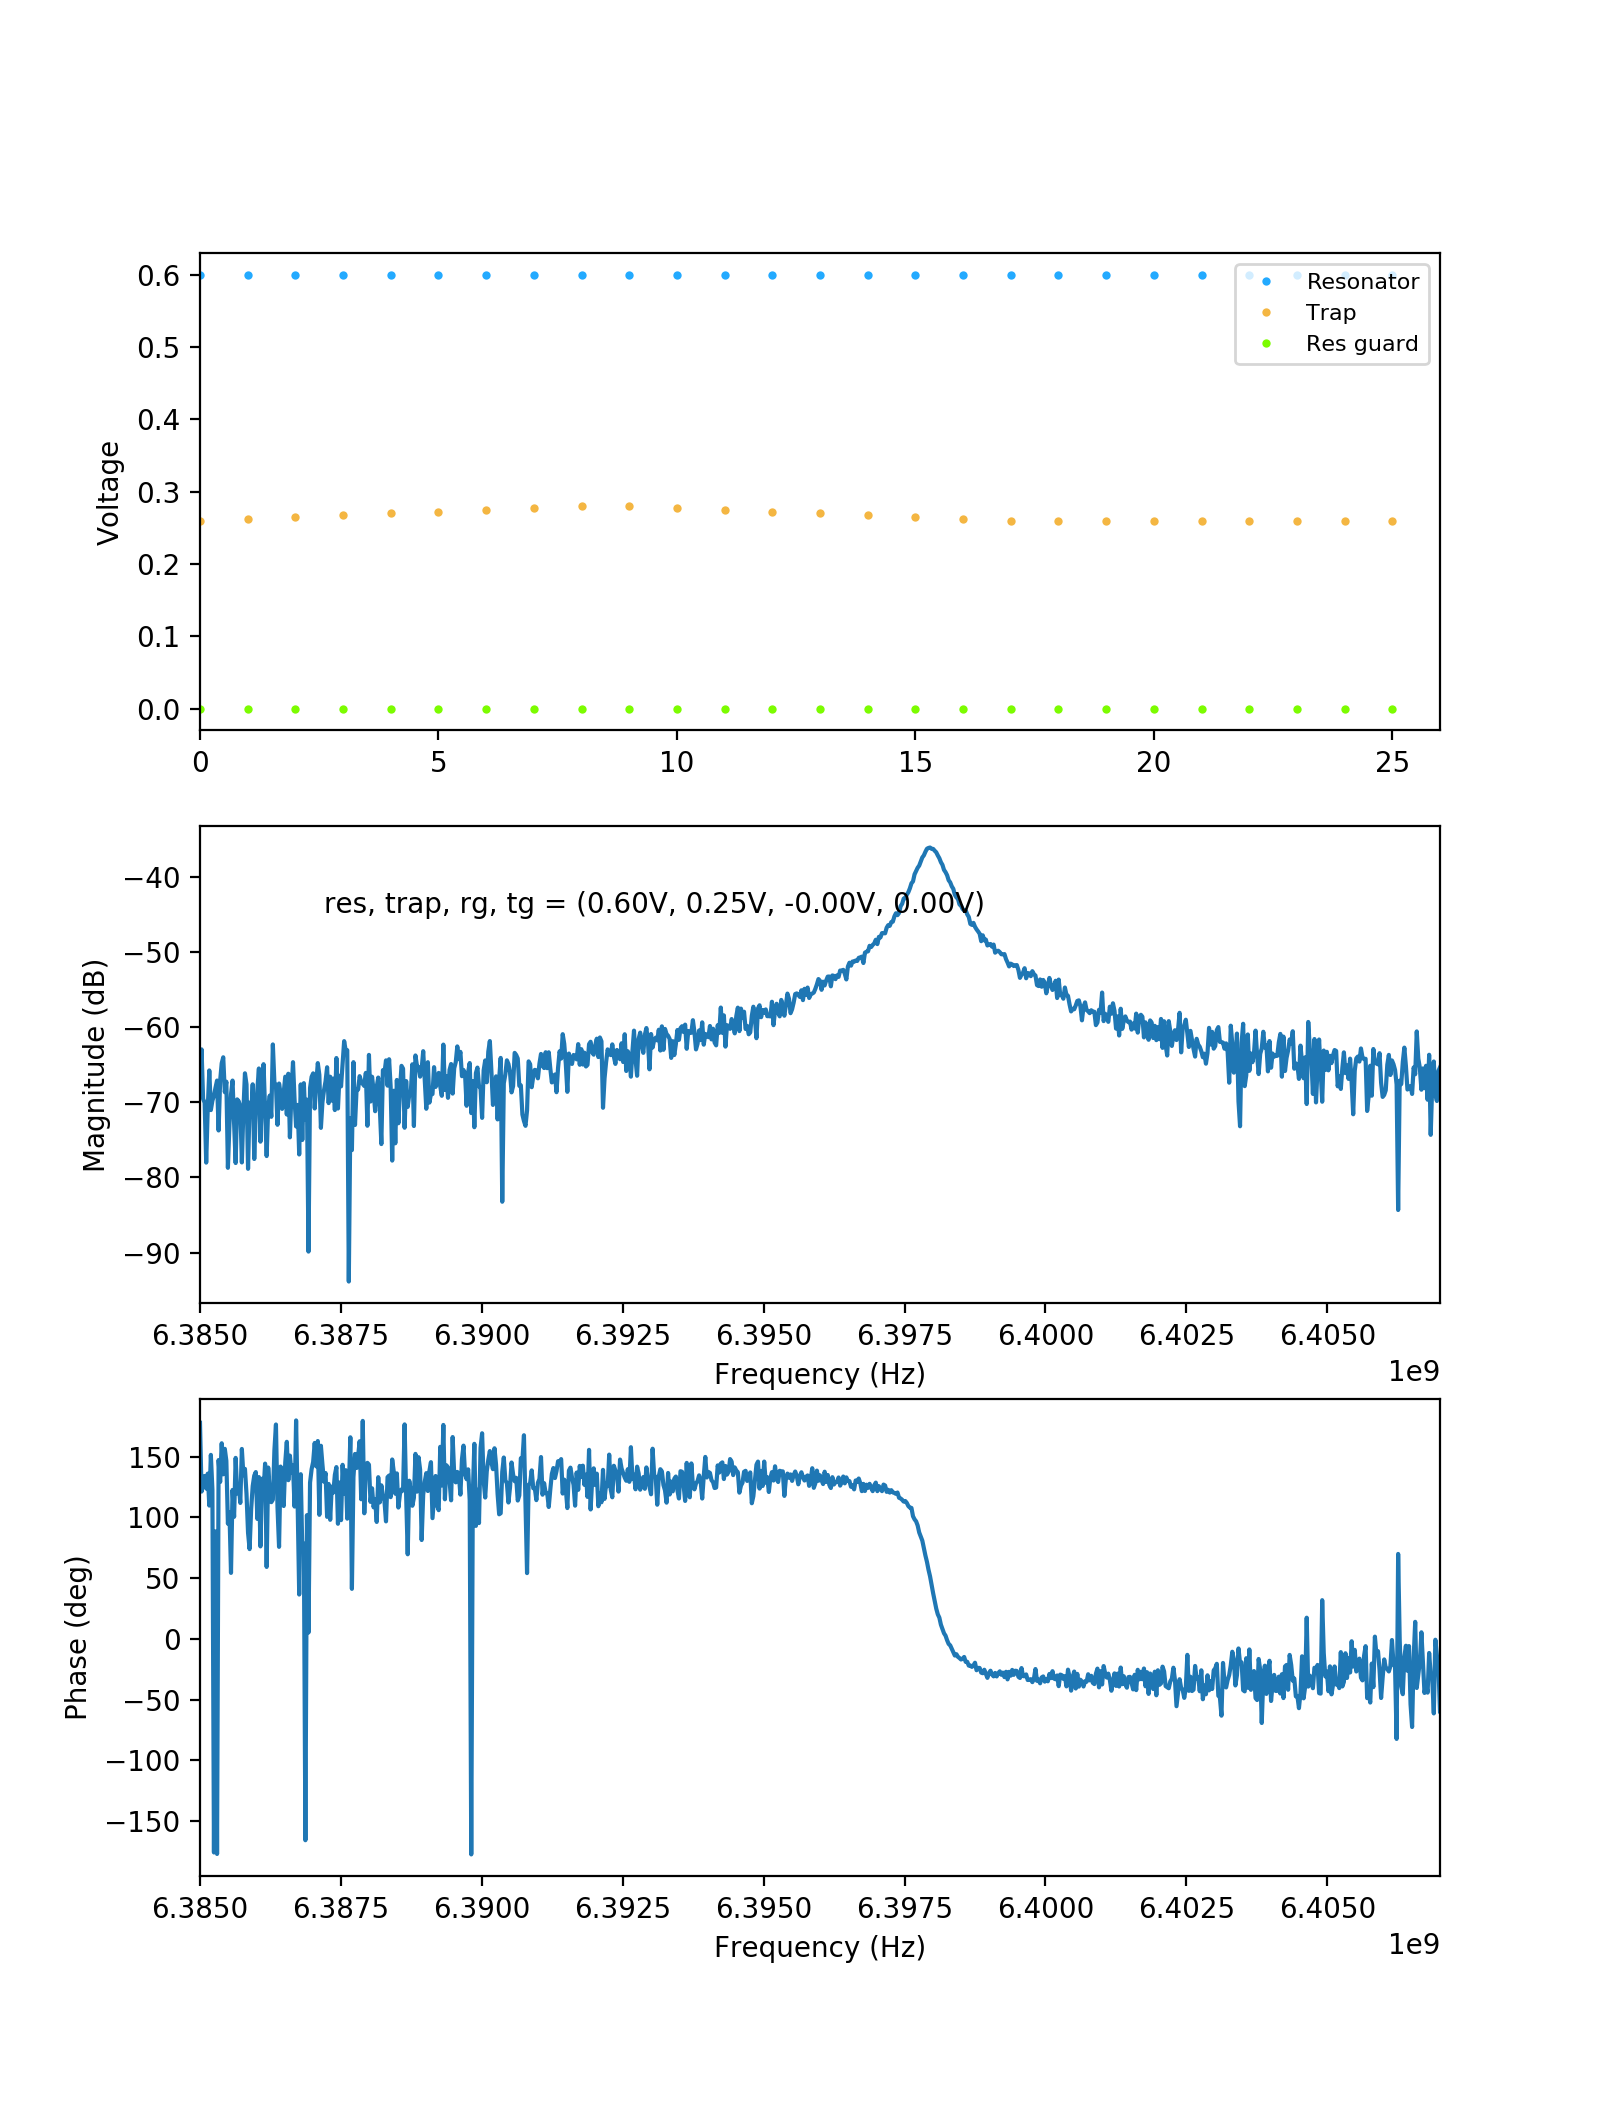 0.6
0.5
0.4
0.3
0.2
0.1
0.0
Voltage
Resonator
Trap
Res guard
0 5 10 15 20 25
−40
−50
−60
−70
−80
−90
Magnitude (dB)
res, trap, rg, tg = (0.60V, 0.25V, -0.00V, 0.00V)
6.3850 6.3875 6.3900 6.3925 6.3950 6.3975 6.4000 6.4025 6.4050
Frequency (Hz)
1e9
150
100
50
0
−50
−100
−150
Phase (deg)
6.3850 6.3875 6.3900 6.3925 6.3950 6.3975 6.4000 6.4025 6.4050
Frequency (Hz)
1e9